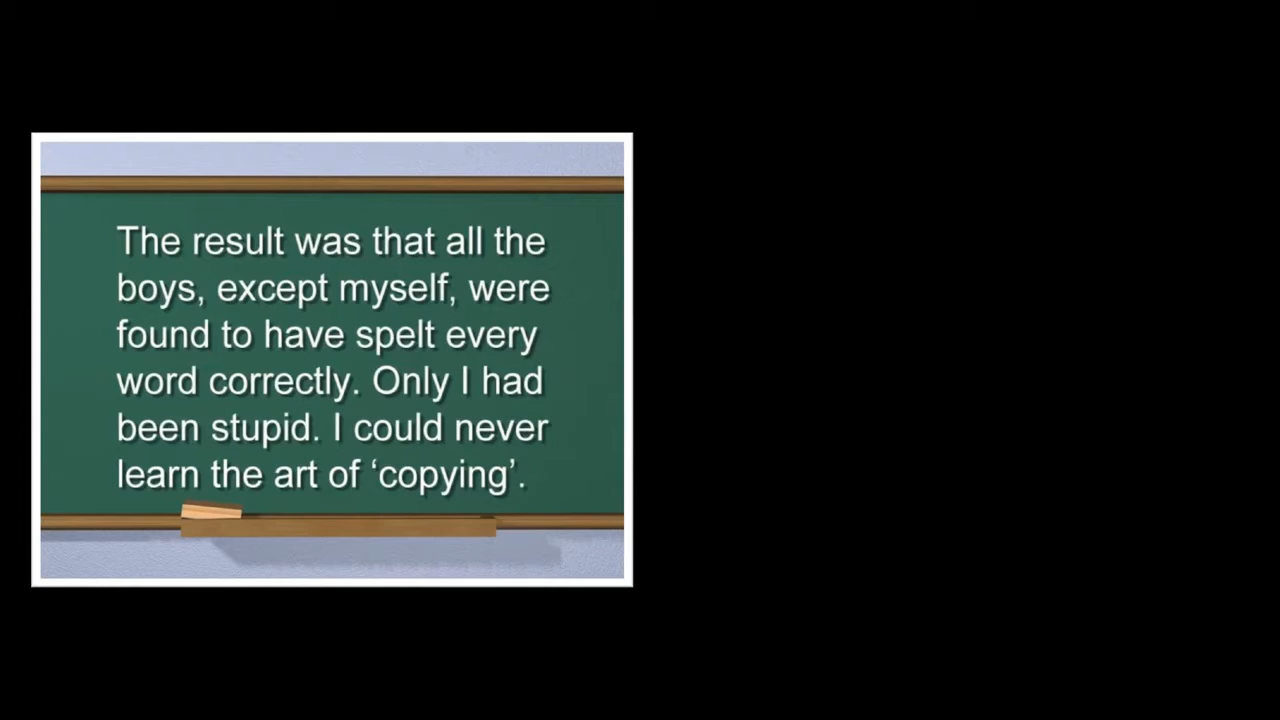 The result was that all the
boys, except myself, were
found to have spelt every
word correctly. Only I had
been stupid. I could never
learn the art of ‘copying’.